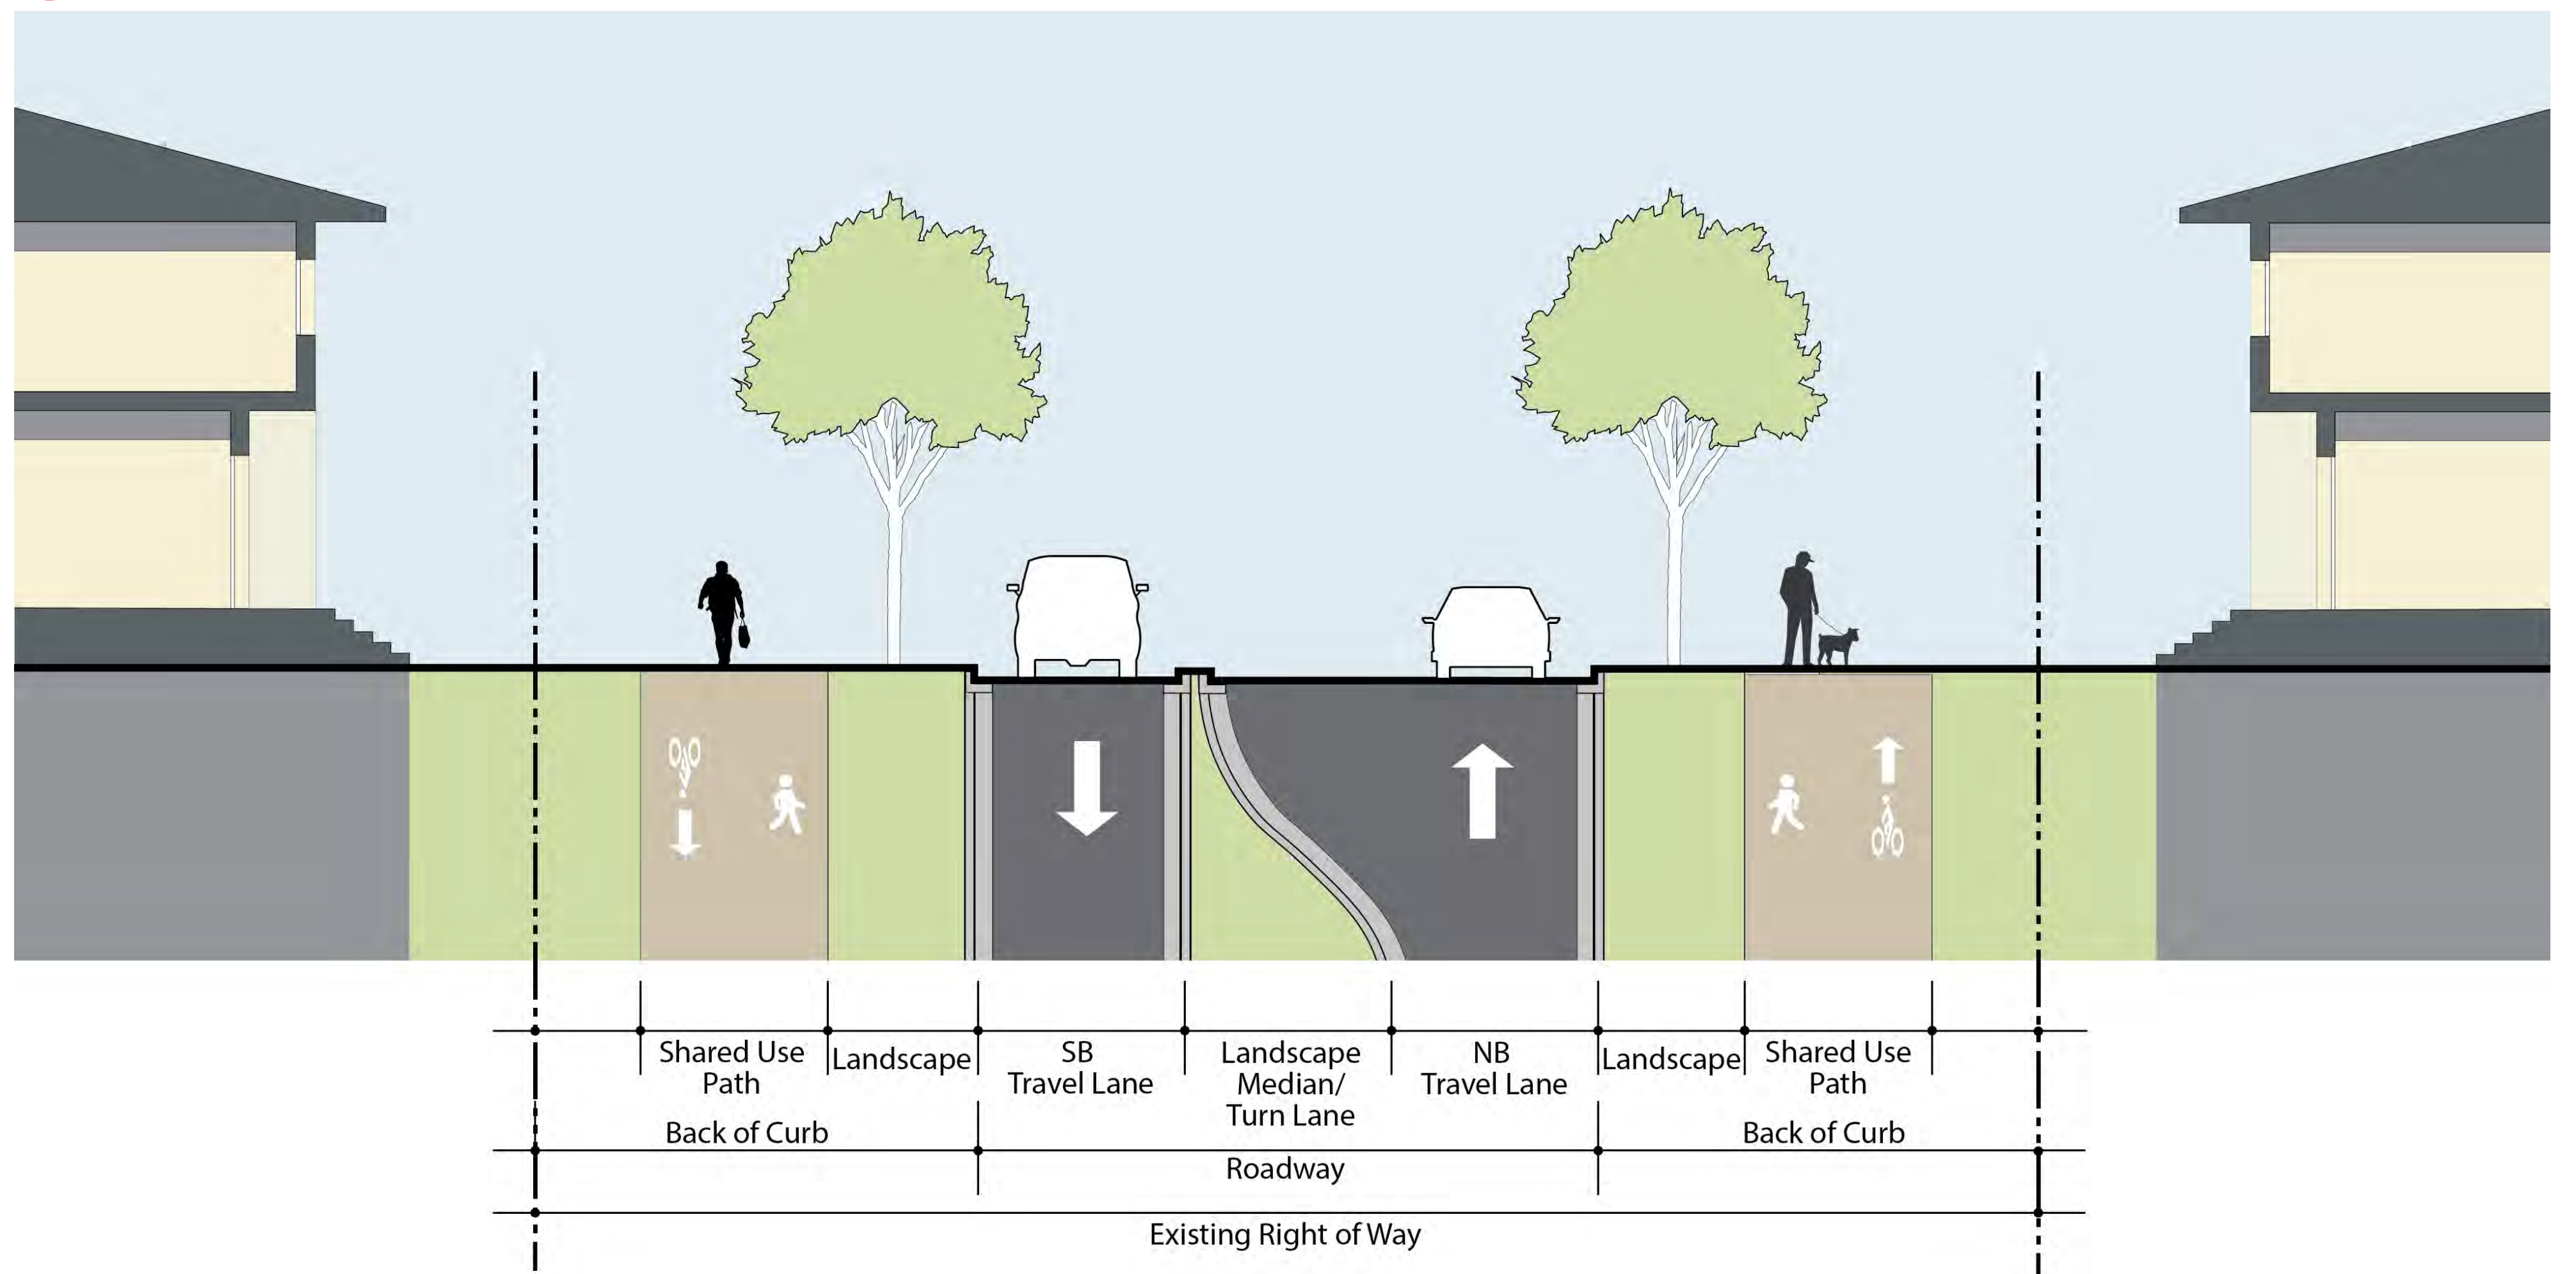 Shared Use
Path
Landscape
SB
Travel Lane
Landscape
Median/
Turn Lane
NB
Travel Lane
Landscape
Shared Use
Path
Back of Curb
Back of Curb
Roadway
Existing Right of Way